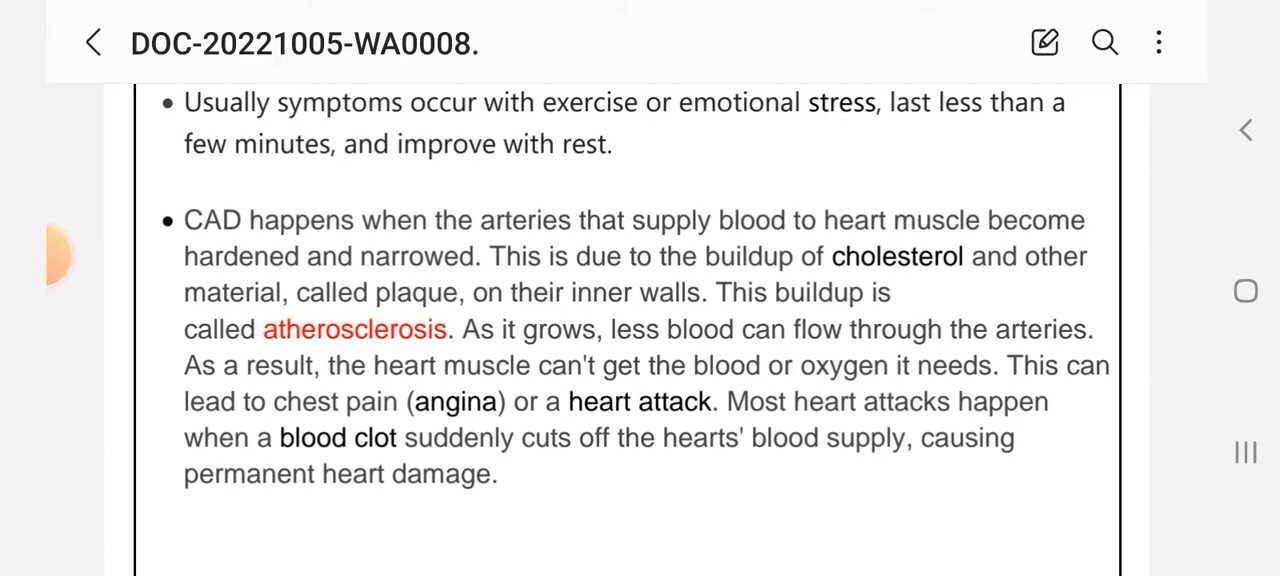 DOC-20221005-WA0008.
• Usually symptoms occur with exercise or emotional stress, last less than a
few minutes, and improve with rest.
• CAD happens when the arteries that supply blood to heart muscle become
hardened and narrowed. This is due to the buildup of cholesterol and other
material, called plaque, on their inner walls. This buildup is
called atherosclerosis. As it grows, less blood can flow through the arteries.
As a result, the heart muscle can't get the blood or oxygen it needs. This can
lead to chest pain (angina) or a heart attack. Most heart attacks happen
when a blood clot suddenly cuts off the hearts' blood supply, causing
permanent heart damage.